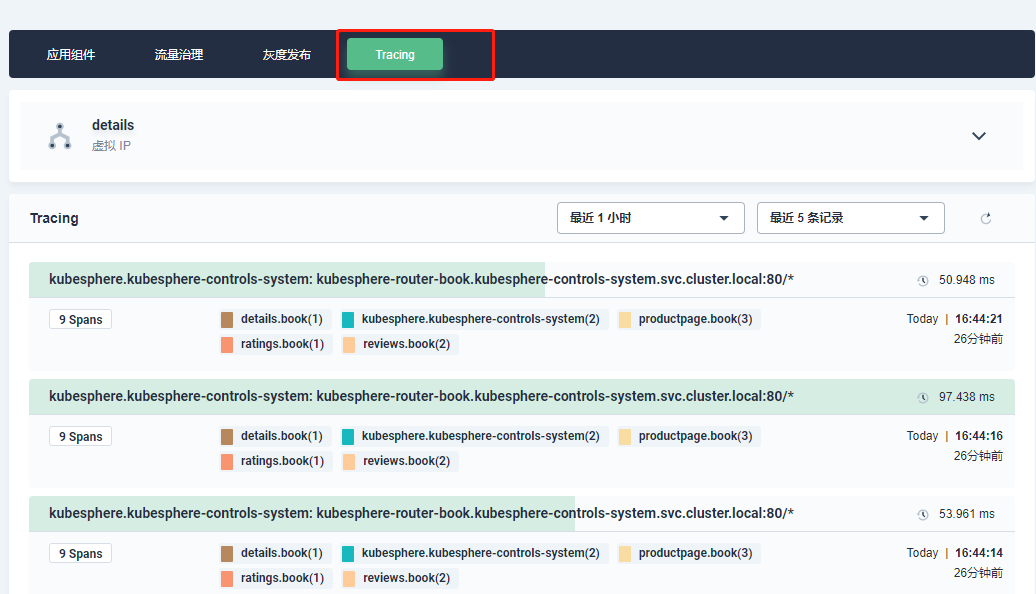 应用组件 流量治理 灰度发布 Tracing
details
虚拟 IP
Tracing 最近 1 小时 最近 5 条记录
kubesphere.kubesphere-controls-system: kubesphere-router-book.kubesphere-controls-system.svc.cluster.local:80/* 50.948 ms
9 Spans details.book(1) kubesphere.kubesphere-controls-system(2) productpage.book(3) Today | 16:44:21
ratings.book(1) reviews.book(2) 26分钟前
kubesphere.kubesphere-controls-system: kubesphere-router-book.kubesphere-controls-system.svc.cluster.local:80/* 97.438 ms
9 Spans details.book(1) kubesphere.kubesphere-controls-system(2) productpage.book(3) Today | 16:44:16
ratings.book(1) reviews.book(2) 26分钟前
kubesphere.kubesphere-controls-system: kubesphere-router-book.kubesphere-controls-system.svc.cluster.local:80/* 53.961 ms
9 Spans details.book(1) kubesphere.kubesphere-controls-system(2) productpage.book(3) Today | 16:44:14
ratings.book(1) reviews.book(2) 26分钟前